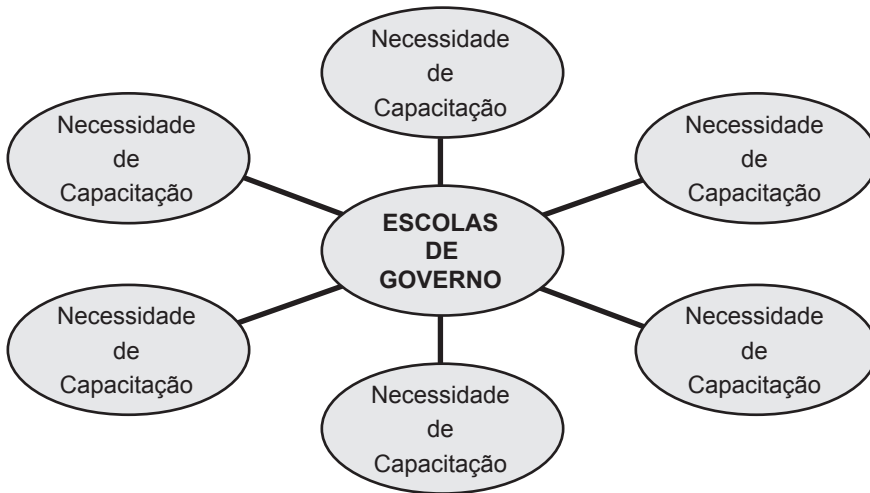 Necessidade
de
Capacitação
Necessidade
de
Capacitação
Necessidade
de
Capacitação
ESCOLAS
DE
GOVERNO
Necessidade
de
Capacitação
Necessidade
de
Capacitação
Necessidade
de
Capacitação